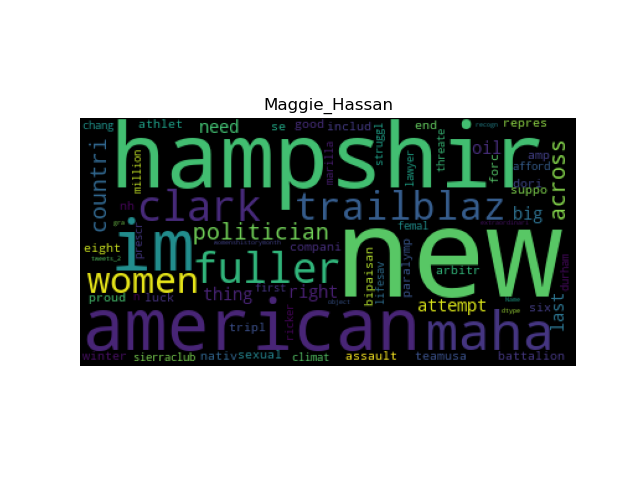 Maggie_Hassan
chang athlet need se good includ end recogn repres
hampshir
countri million marilla struggl lawyer threate oil forc amp across
afford
dori suppo
nh clark trailblaz big
gra prescr im politician femal
eight womenshistorymonth compani
tweets_2 fuller new
women bipaisan lifesav paralymp arbitr durham
proud n luck thing first right object attempt Name six last
dtype
american maha
tripl ricker
winter sierraclub nativ sexual climat assault teamusa battalion